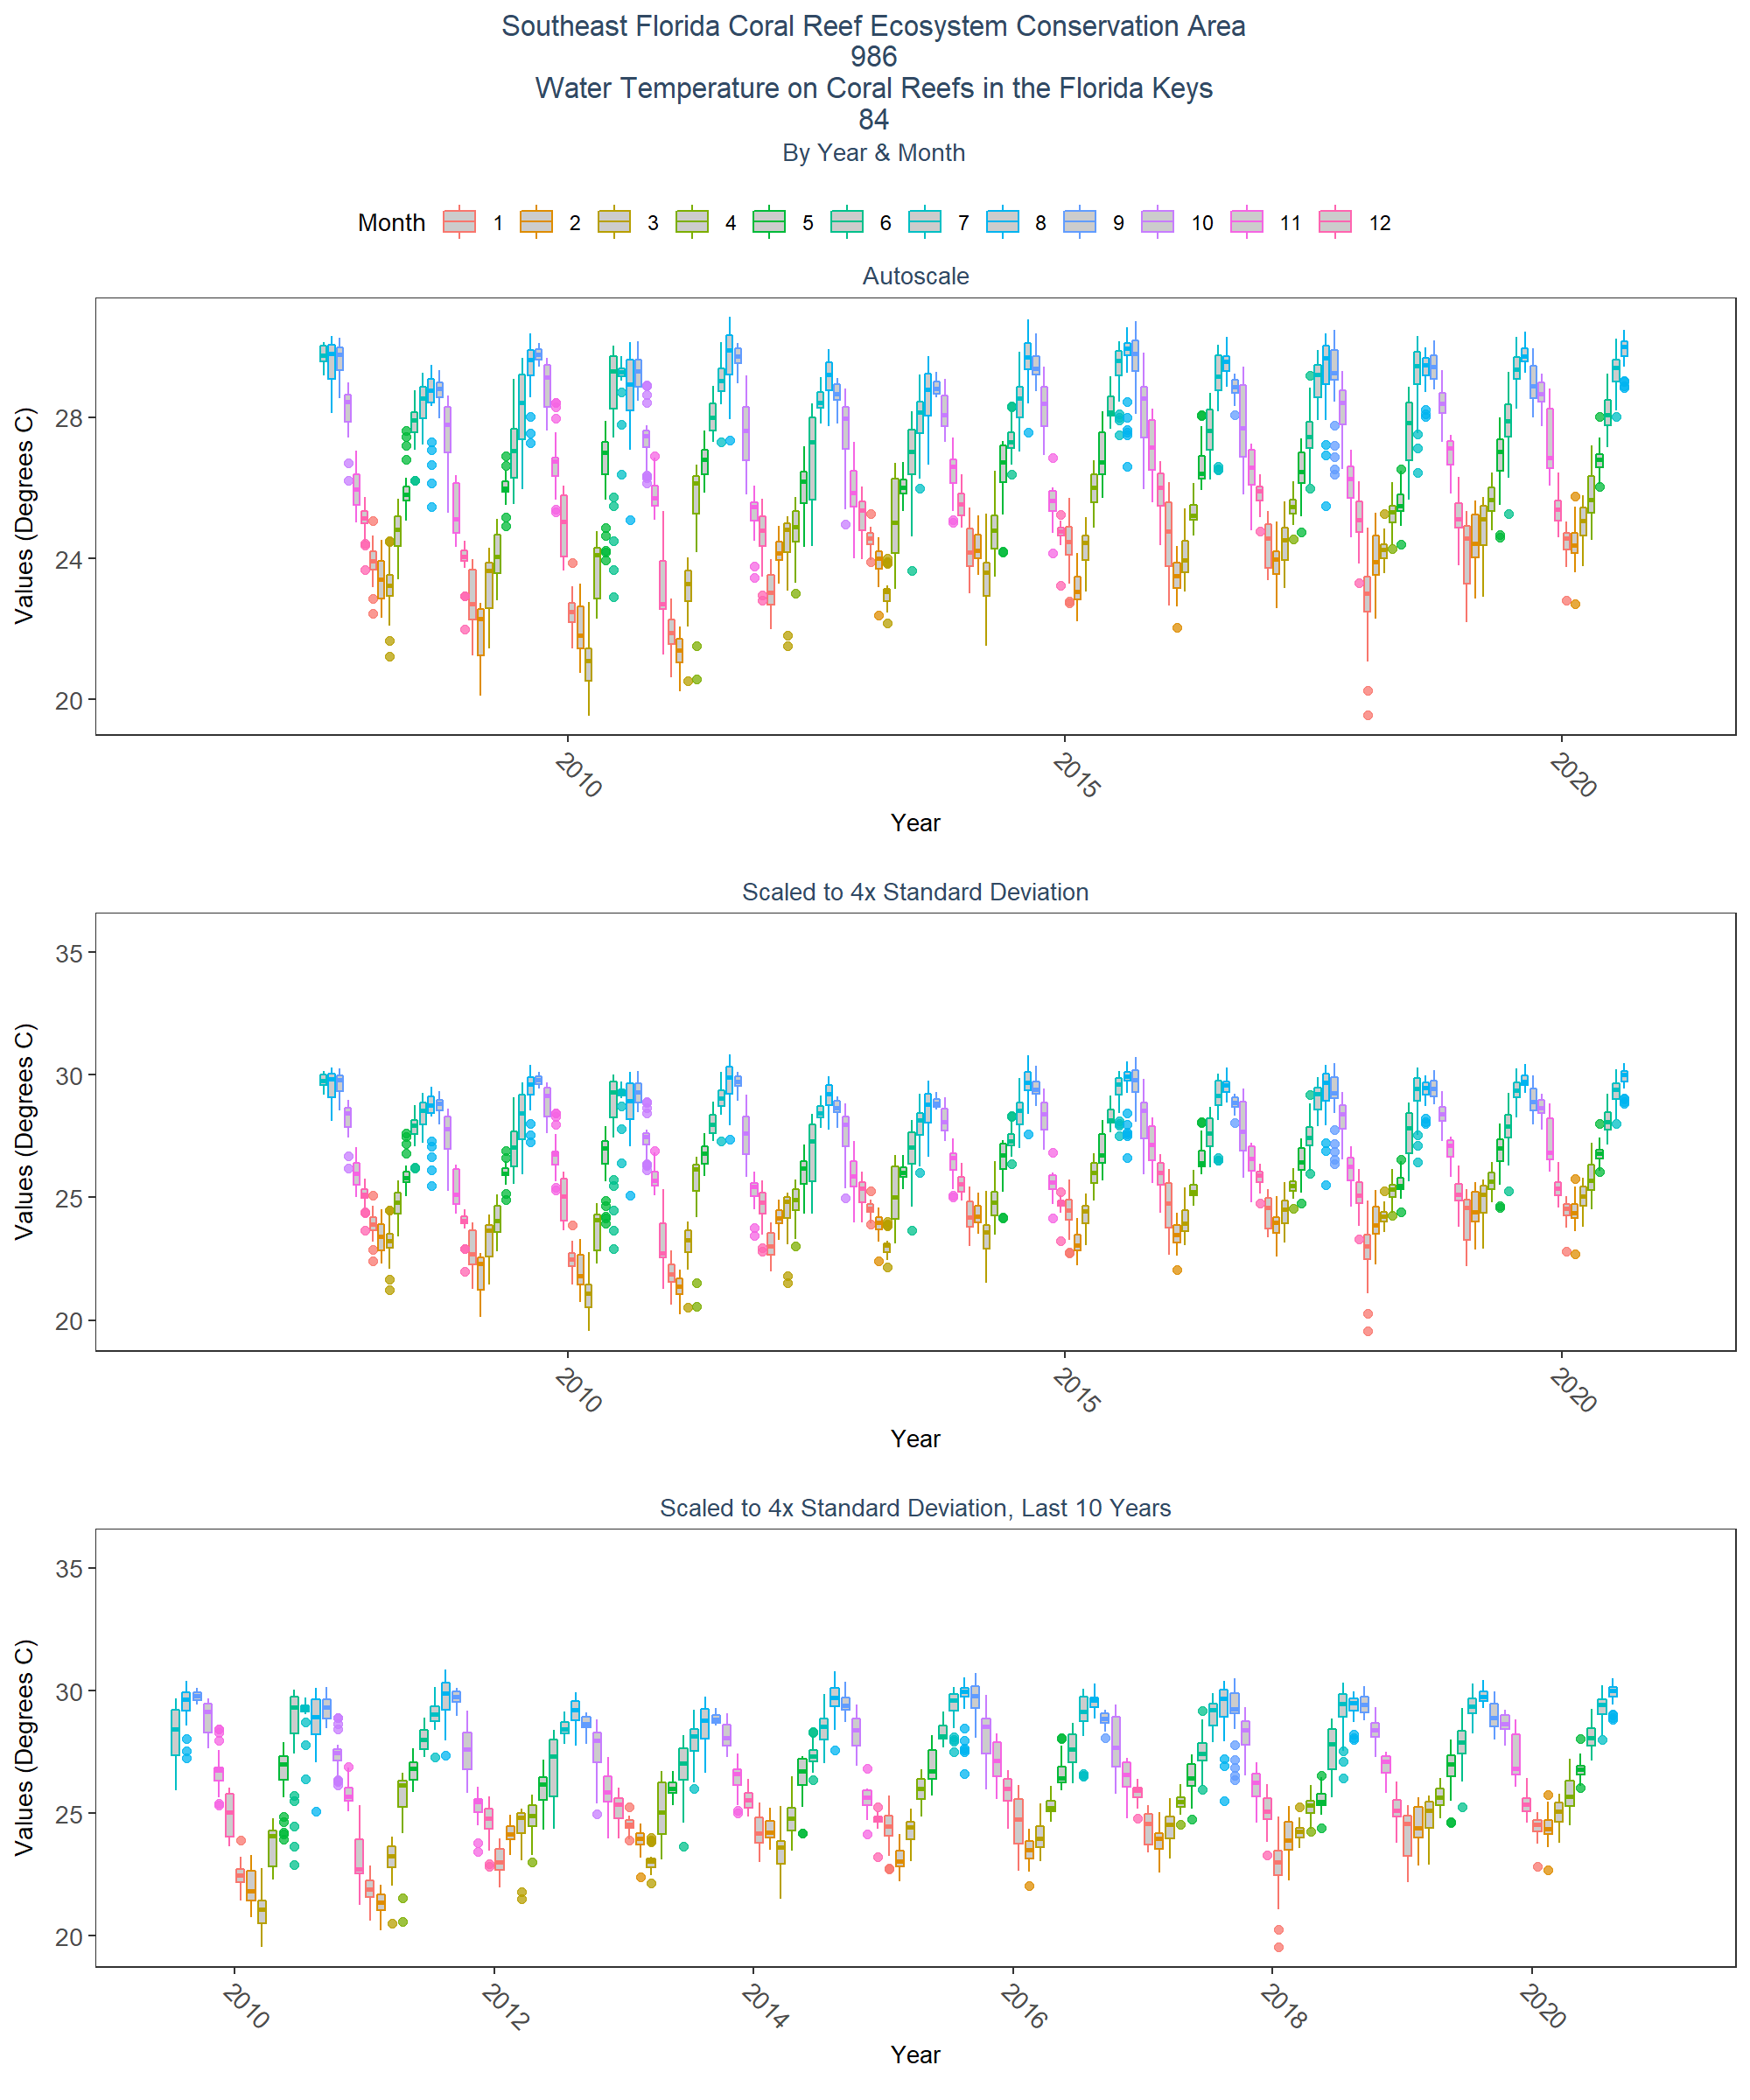 Southeast Florida Coral Reef Ecosystem Conservation Area
986
Water Temperature on Coral Reefs in the Florida Keys
84
By Year & Month
Month 1 2 3 4 5 6 7 8 9 10 11 12
Autoscale
Values (Degrees C)
28
24
20
2010 2015 2020
Year
Scaled to 4x Standard Deviation
Values (Degrees C)
35
30
25
20
2010 2015 2020
Year
Scaled to 4x Standard Deviation, Last 10 Years
Values (Degrees C)
35
30
25
20
2010 2012 2014 2016 2018 2020
Year